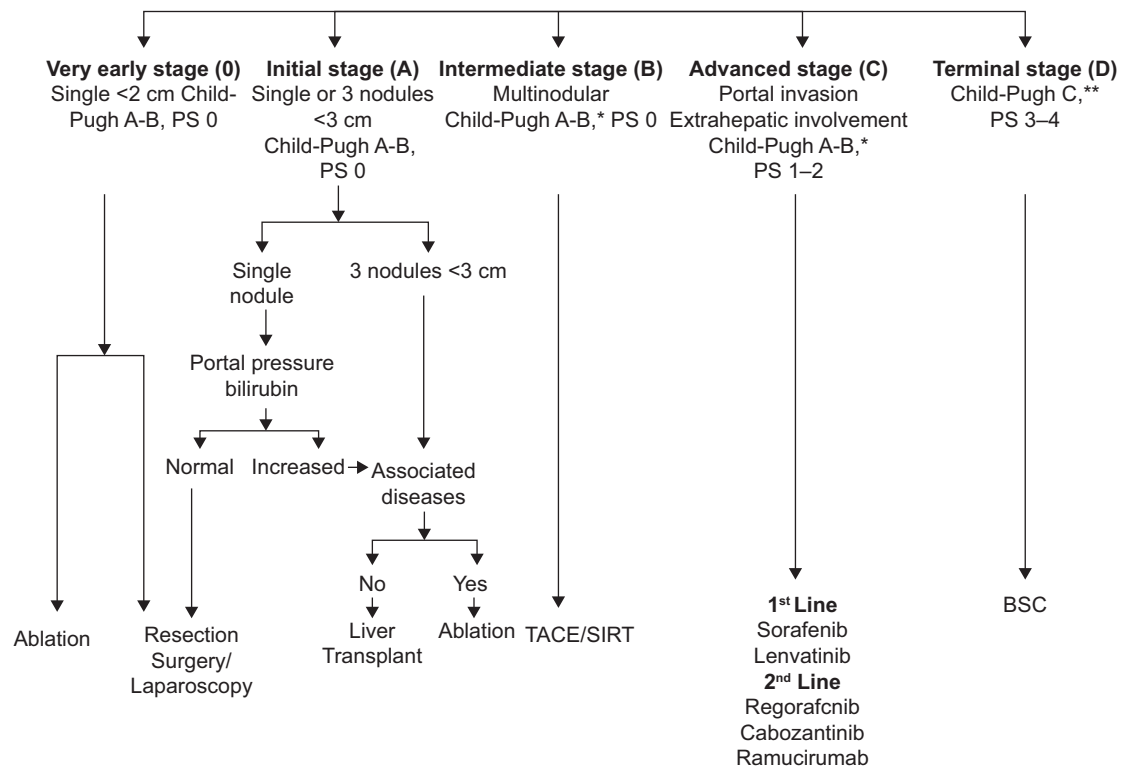 Very early stage (0)
Single <2 cm Child-
Pugh A-B, PS 0
Initial stage (A)
Single or 3 nodules
<3 cm
Child-Pugh A-B,
PS 0
Intermediate stage (B)
Multinodular
Child-Pugh A-B,* PS 0
Advanced stage (C)
Portal invasion
Extrahepatic involvement
Child-Pugh A-B,*
PS 1–2
Terminal stage (D)
Child-Pugh C,**
PS 3–4
Single
nodule
3 nodules <3 cm
Portal pressure
bilirubin
Normal
Increased
Associated
diseases
No
Yes
Ablation
Resection
Surgery/
Laparoscopy
Liver
Transplant
Ablation
TACE/SIRT
1st Line
Sorafenib
Lenvatinib
2nd Line
Regorafcnib
Cabozantinib
Ramucirumab
BSC